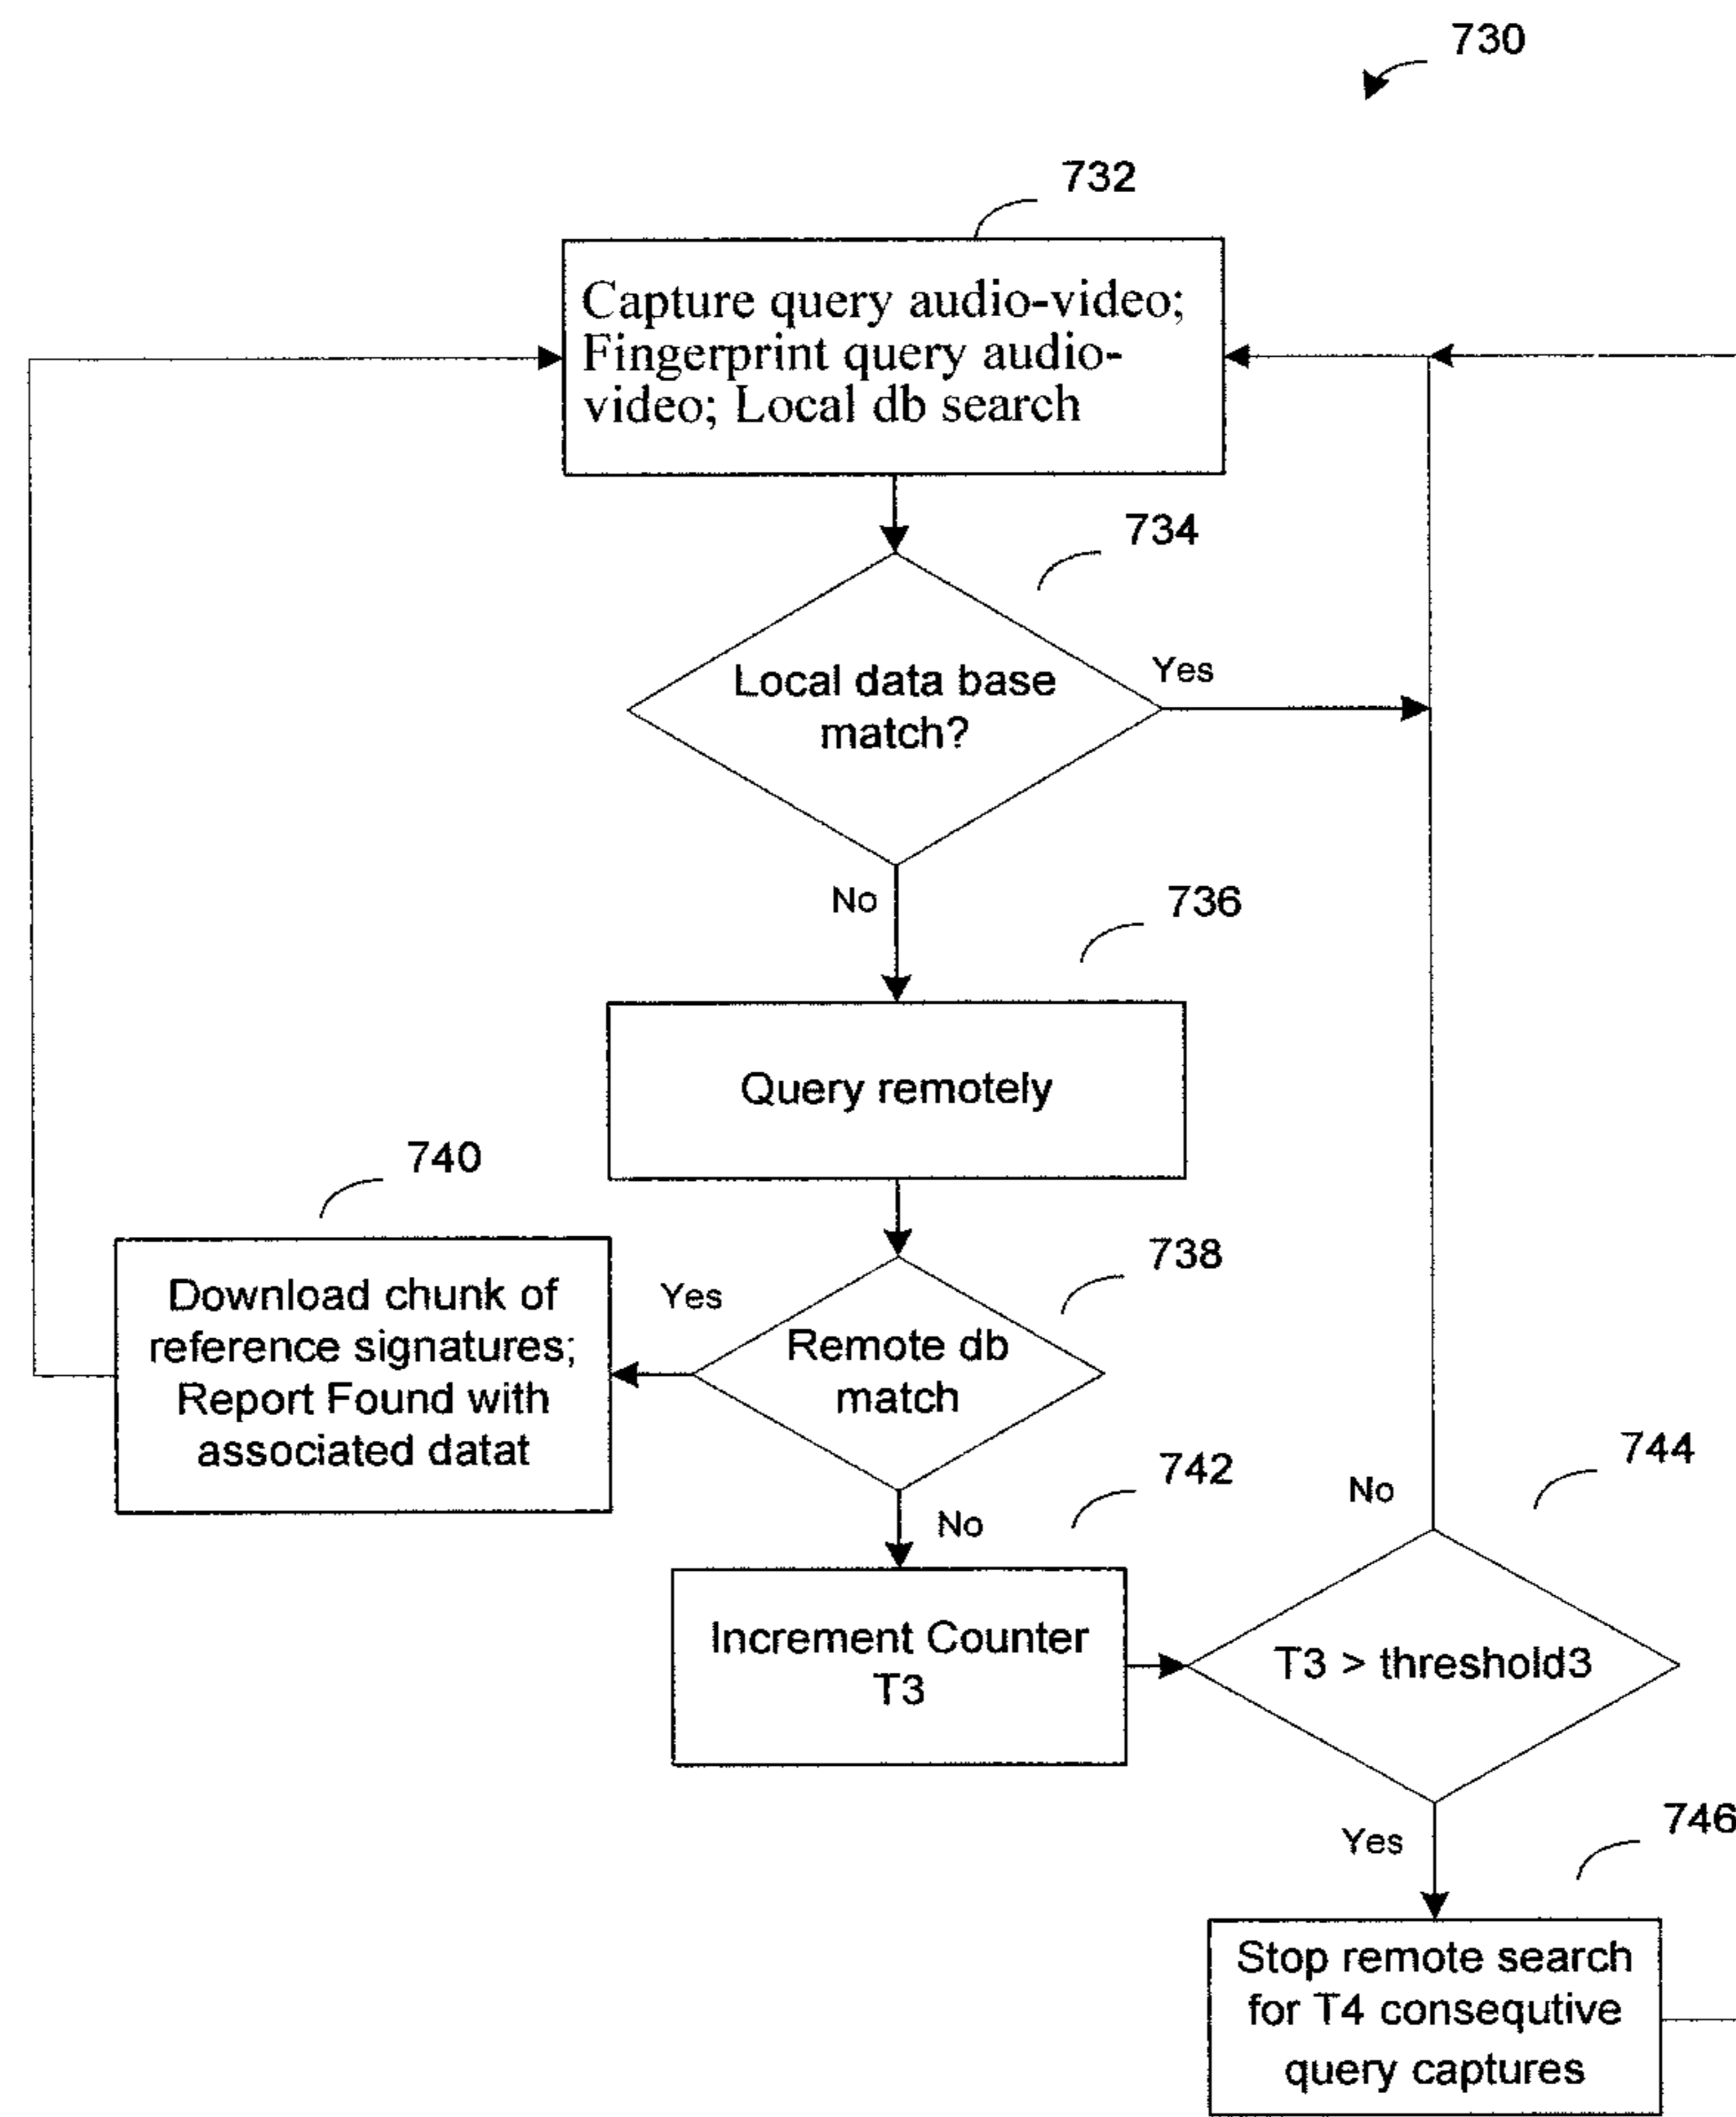 730
732
Capture query audio-video;
Fingerprint query audio-
video; Local db search
734
Local data base
match?
Yes
No
736
Query remotely
740
738
Download chunk of
reference signatures;
Report Found with
associated datat
Yes
Remote db
match
742
744
No
No
Increment Counter
T3
T3 > threshold3
746
Yes
Stop remote search
for T4 consequtive
query captures